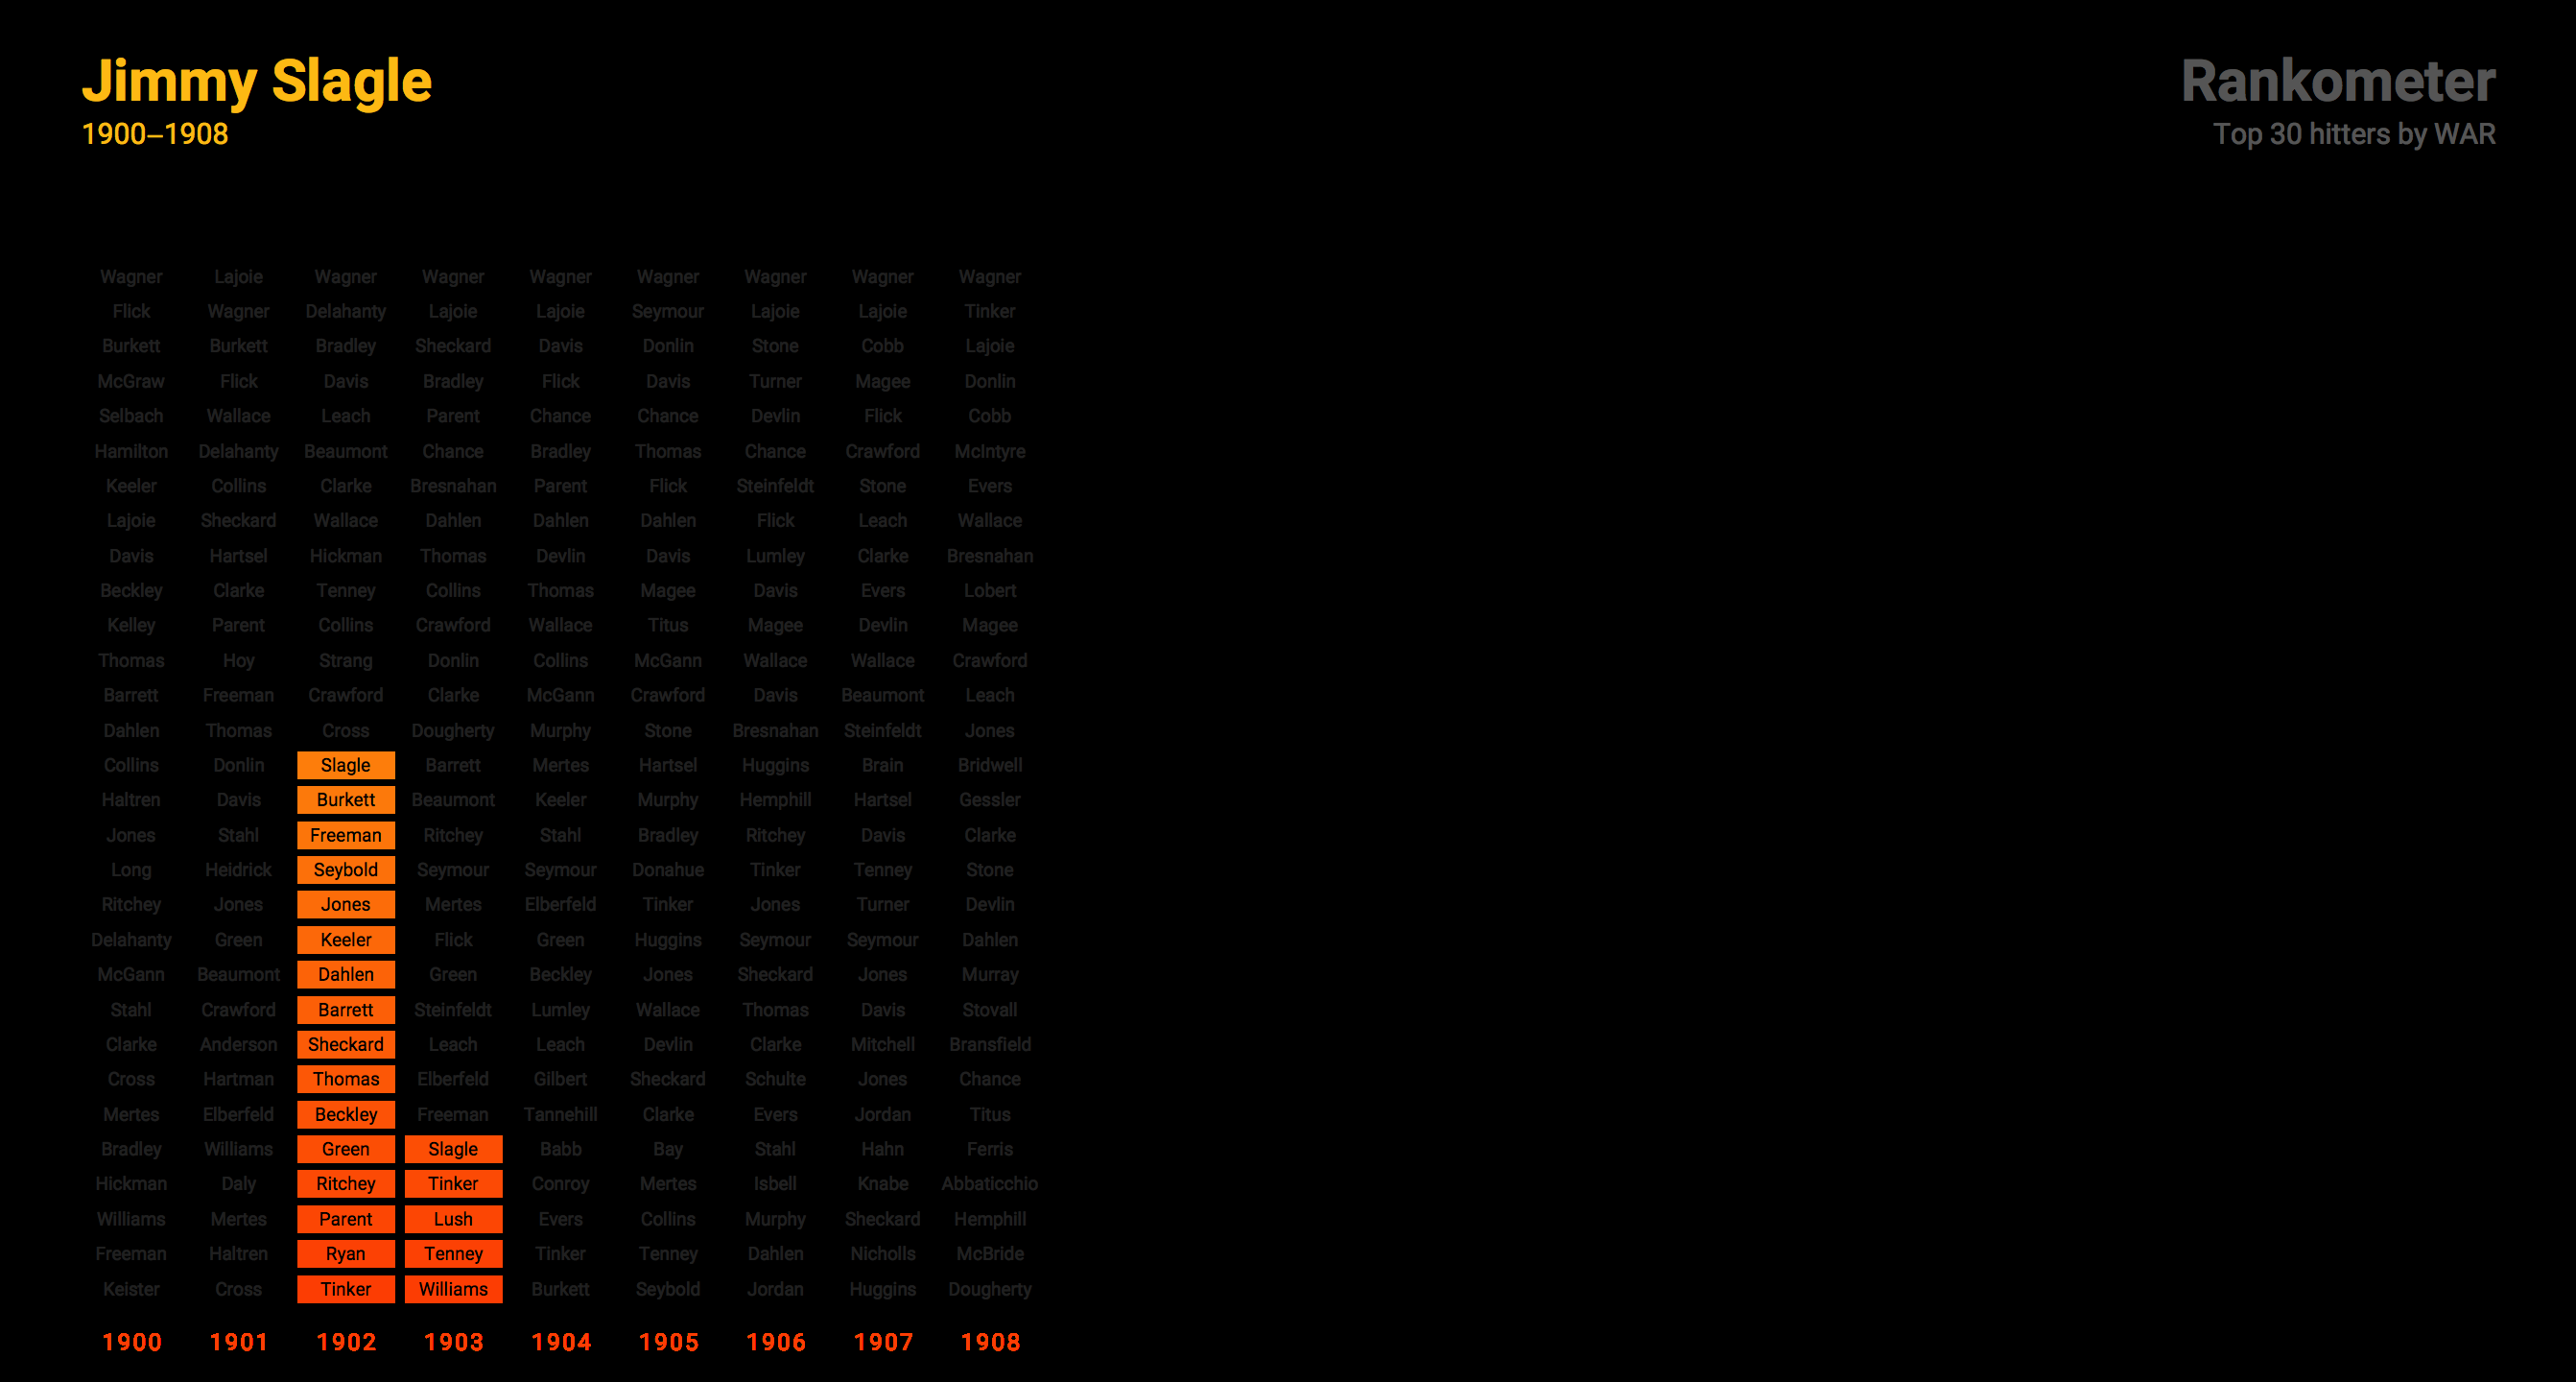 Jimmy Slagle
1900–1908
Rankometer
Top 30 hitters by WAR
Wagner Lajoie Wagner Wagner Wagner Wagner Wagner Wagner Wagner
Flick Wagner Delahanty Lajoie Lajoie Seymour Lajoie Lajoie Tinker
Burkett Burkett Bradley Sheckard Davis Donlin Stone Cobb Lajoie
McGraw Flick Davis Bradley Flick Davis Turner Magee Donlin
Selbach Wallace Leach Parent Chance Chance Devlin Flick Cobb
Hamilton Delahanty Beaumont Chance Bradley Thomas Chance Crawford McIntyre
Keeler Collins Clarke Bresnahan Parent Flick Steinfeldt Stone Evers
Lajoie Sheckard Wallace Dahlen Dahlen Dahlen Flick Leach Wallace
Davis Hartsel Hickman Thomas Devlin Davis Lumley Clarke Bresnahan
Beckley Clarke Tenney Collins Thomas Magee Davis Evers Lobert
Kelley Parent Collins Crawford Wallace Titus Magee Devlin Magee
Thomas Hoy Strang Donlin Collins McGann Wallace Wallace Crawford
Barrett Freeman Crawford Clarke McGann Crawford Davis Beaumont Leach
Dahlen Thomas Cross Dougherty Murphy Stone Bresnahan Steinfeldt Jones
Collins Donlin Slagle Barrett Mertes Hartsel Huggins Brain Bridwell
Haltren Davis Burkett Beaumont Keeler Murphy Hemphill Hartsel Gessler
Jones Stahl Freeman Ritchey Stahl Bradley Ritchey Davis Clarke
Long Heidrick Seybold Seymour Seymour Donahue Tinker Tenney Stone
Ritchey Jones Jones Mertes Elberfeld Tinker Jones Turner Devlin
Delahanty Green Keeler Flick Green Huggins Seymour Seymour Dahlen
McGann Beaumont Dahlen Green Beckley Jones Sheckard Jones Murray
Stahl Crawford Barrett Steinfeldt Lumley Wallace Thomas Davis Stovall
Clarke Anderson Sheckard Leach Leach Devlin Clarke Mitchell Bransfield
Cross Hartman Thomas Elberfeld Gilbert Sheckard Schulte Jones Chance
Mertes Elberfeld Beckley Freeman Tannehill Clarke Evers Jordan Titus
Bradley Williams Green Slagle Babb Bay Stahl Hahn Ferris
Hickman Daly Ritchey Tinker Conroy Mertes Isbell Knabe Abbaticchio
Williams Mertes Parent Lush Evers Collins Murphy Sheckard Hemphill
Freeman Haltren Ryan Tenney Tinker Tenney Dahlen Nicholls McBride
Keister Cross Tinker Williams Burkett Seybold Jordan Huggins Dougherty
1900 1901 1902 1903 1904 1905 1906 1907 1908